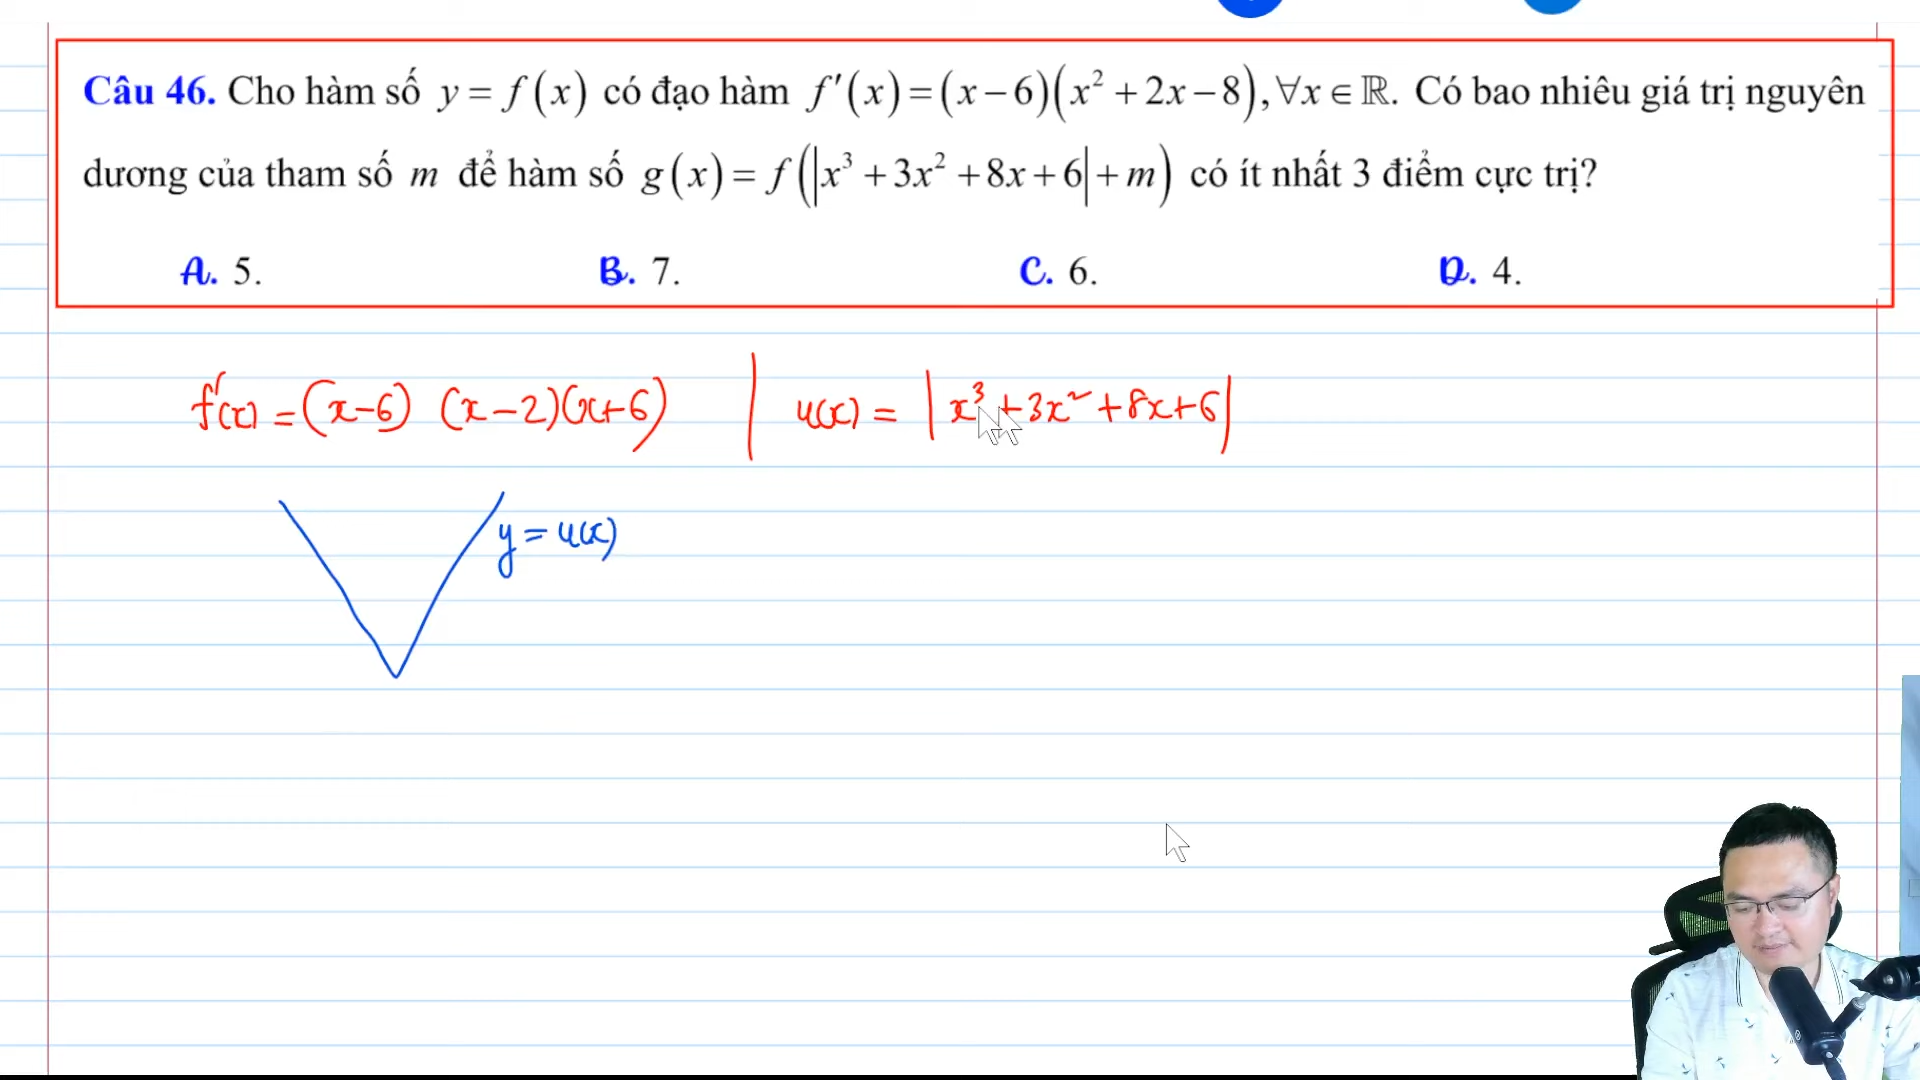 Câu 46. Cho hàm số y = f(x) có đạo hàm f′(x) = (x − 6)(x² + 2x − 8), ∀x ∈ ℝ. Có bao nhiêu giá trị nguyên
dương của tham số m để hàm số g(x) = f(|x³ + 3x² + 8x + 6| + m) có ít nhất 3 điểm cực trị?
A. 5. B. 7. C. 6. D. 4.
f′(x) = (x−6) (x−2)(x+6) | u(x) = |x³+3x²+8x+6|
y = u(x)